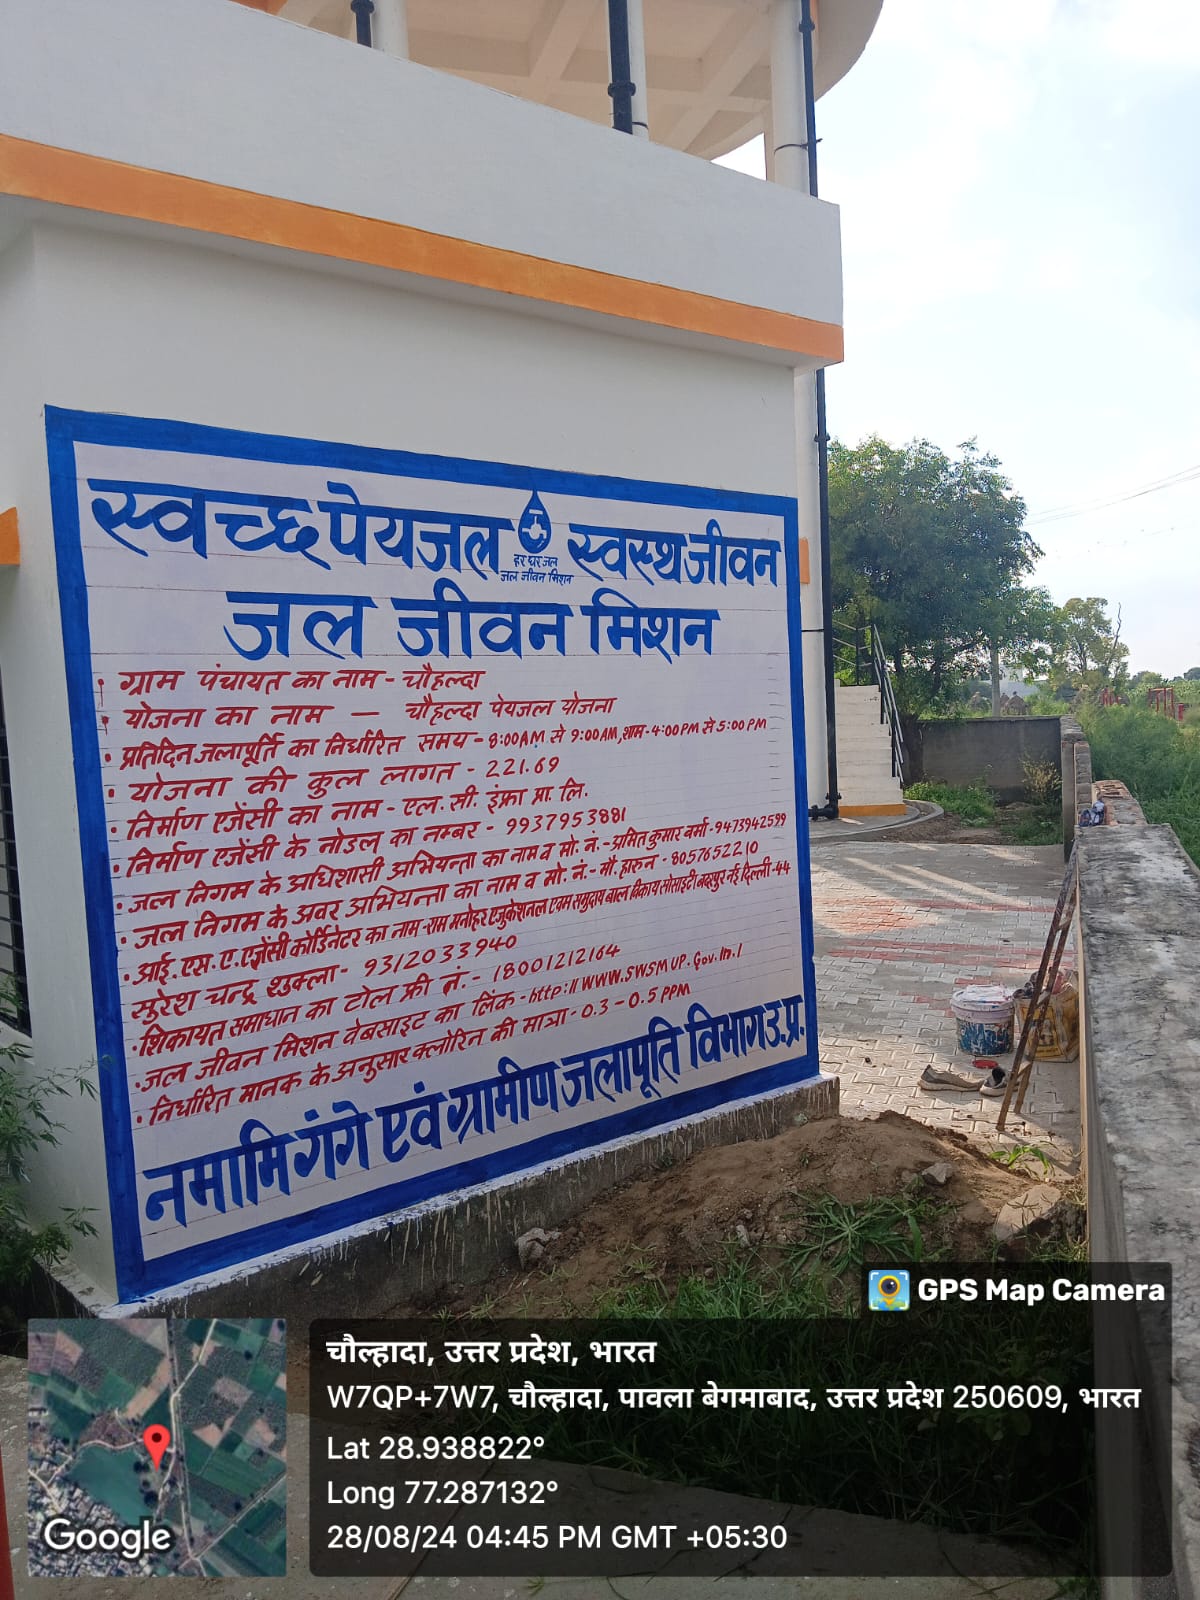 स्वच्छ पेयजल स्वस्थ जीवन
हर घर जल
जल जीवन मिशन
जल जीवन मिशन
• ग्राम पंचायत का नाम - चौहल्दा
• योजना का नाम — चौहल्दा पेयजल योजना
• प्रतिदिन जलापूर्ति का निर्धारित समय - 8:00AM से 9:00AM, शाम - 4:00PM से 5:00PM
• योजना की कुल लागत - 221.69
• निर्माण एजेंसी का नाम - एल. सी. इंफ्रा प्रा. लि.
• निर्माण एजेंसी के नोडल का नम्बर - 9937953881
• जल निगम के अधिशासी अभियन्ता का नाम व मो. नं. - अमित कुमार वर्मा - 9473942599
• जल निगम के अवर अभियन्ता का नाम व मो. नं. - मौ. हारुन - 8057652210
• आई. एस. ए. एजेंसी कोर्डिनेटर का नाम - राम मनोहर एजुकेशनल एवम समुदाय बाल विकाय सोसाइटी बदरपुर नई दिल्ली - 44
सुरेश चन्द्र शुक्ला - 9312033940
• शिकायत समाधान का टोल फ्री नं. - 18001212164
• जल जीवन मिशन वेबसाइट का लिंक - http://WWW.SWSMUP.Gov.In./
• निर्धारित मानक के अनुसार क्लोरिन की मात्रा - 0.3 - 0.5 PPM
नमामि गंगे एवं ग्रामीण जलापूर्ति विभाग उ.प्र.
GPS Map Camera
चौल्हादा, उत्तर प्रदेश, भारत
W7QP+7W7, चौल्हादा, पावला बेगमाबाद, उत्तर प्रदेश 250609, भारत
Lat 28.938822°
Long 77.287132°
28/08/24 04:45 PM GMT +05:30
Google